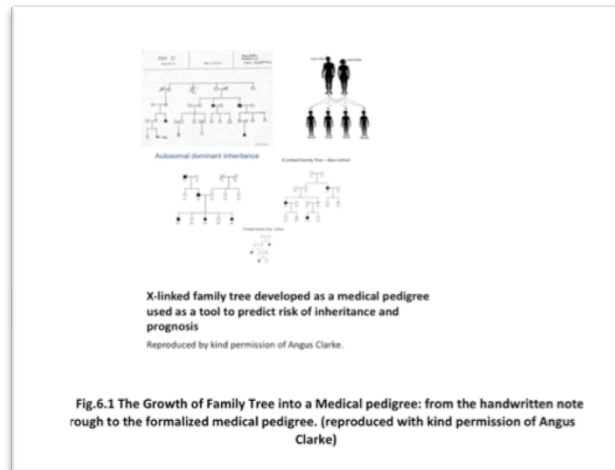 Autosomal dominant inheritance
X-linked family tree developed as a medical pedigree
used as a tool to predict risk of inheritance and
prognosis
Reproduced by kind permission of Angus Clarke.
Fig.6.1 The Growth of Family Tree into a Medical pedigree: from the handwritten note
rough to the formalized medical pedigree. (reproduced with kind permission of Angus
Clarke)